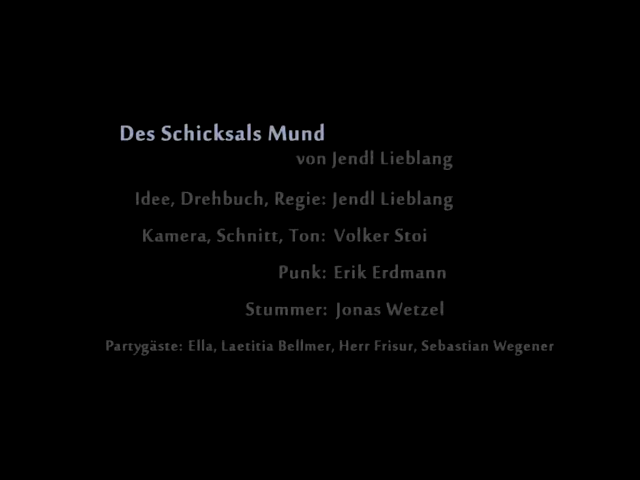 Des Schicksals Mund
von Jendl Lieblang
Idee, Drehbuch, Regie: Jendl Lieblang
Kamera, Schnitt, Ton: Volker Stoi
Punk: Erik Erdmann
Stummer: Jonas Wetzel
Partygäste: Ella, Laetitia Bellmer, Herr Frisur, Sebastian Wegener